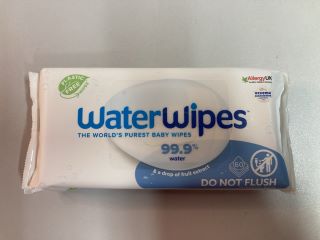 PLASTIC
FREE
AllergyUK
WaterWipes
THE WORLD'S PUREST BABY WIPES
99.9%
water
& a drop of fruit extract
60
DO NOT FLUSH